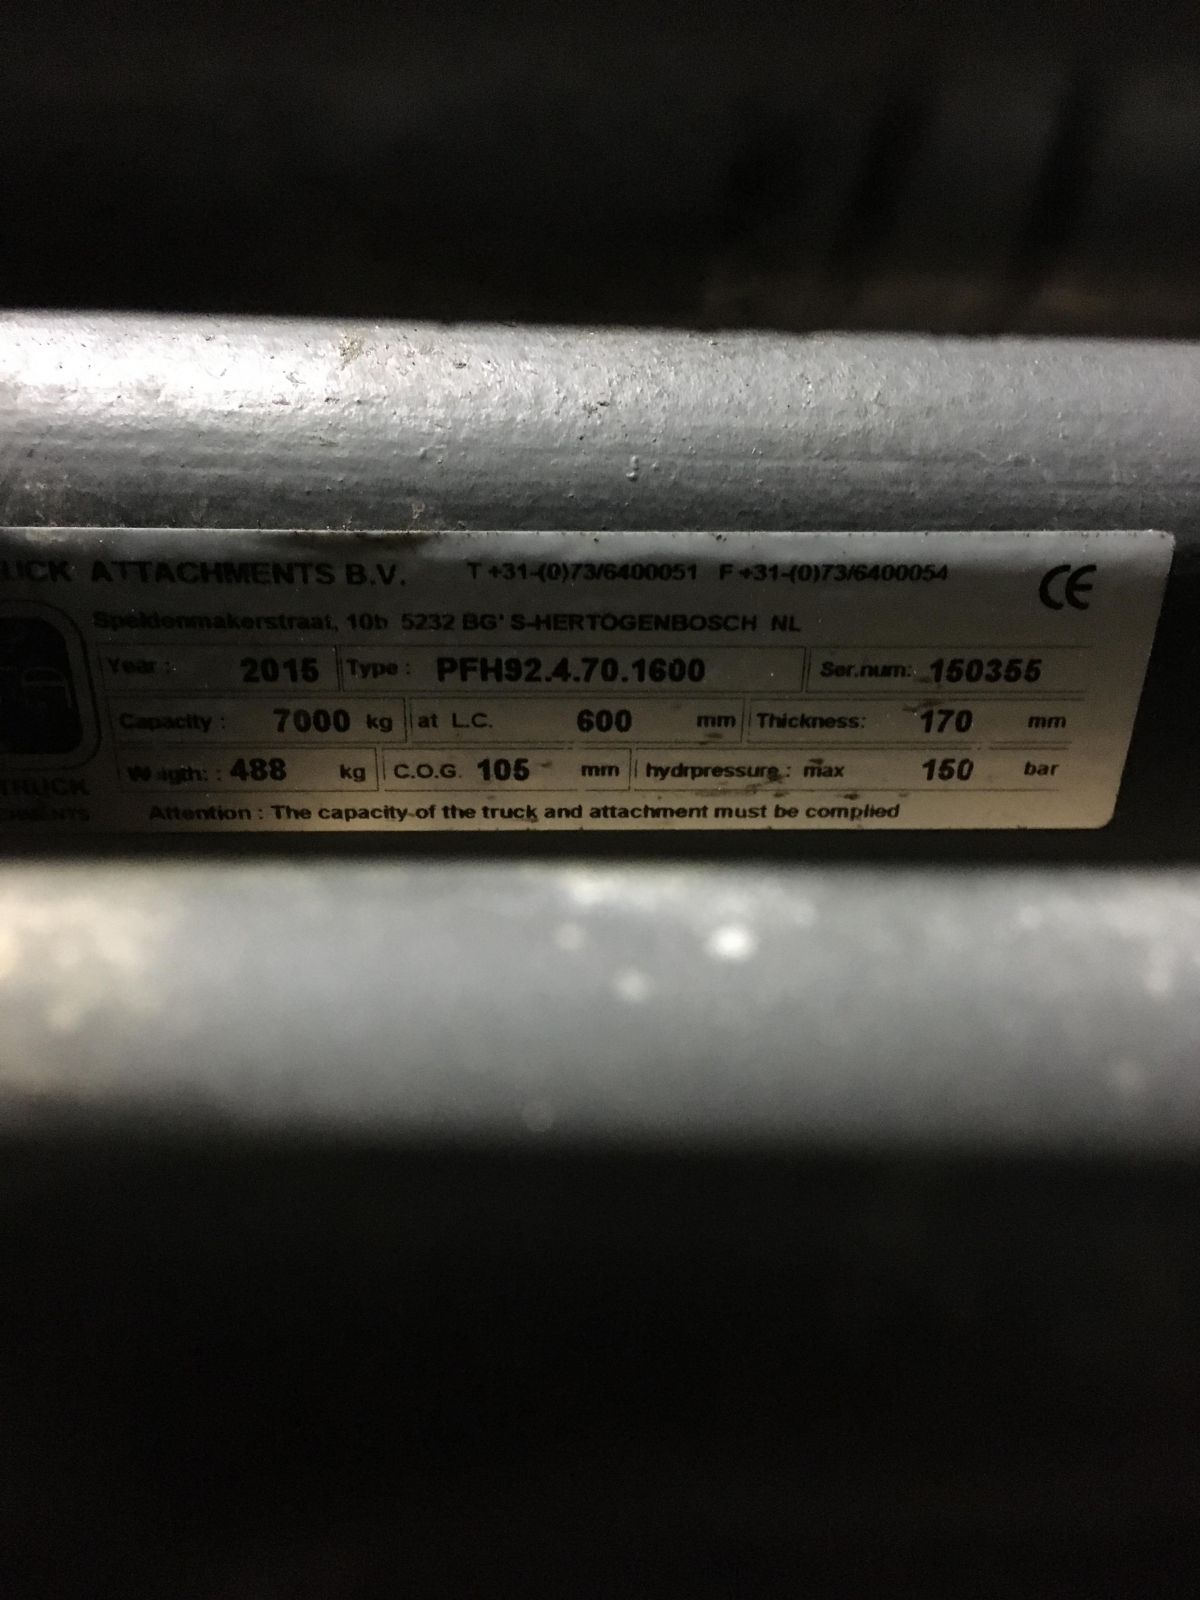 ATTACHMENTS B.V. T +31-(0)73/6400051 F +31-(0)73/6400054 CE
Speldenmakerstraat, 10b 5232 BG' S-HERTOGENBOSCH NL
Year : 2015 Type : PFH92.4.70.1600 Ser.num: 150355
Capacity : 7000 kg at L.C. 600 mm Thickness: 170 mm
Weigth: : 488 kg C.O.G. 105 mm hydrpressure : max 150 bar
TRUCK
Attention : The capacity of the truck and attachment must be complied